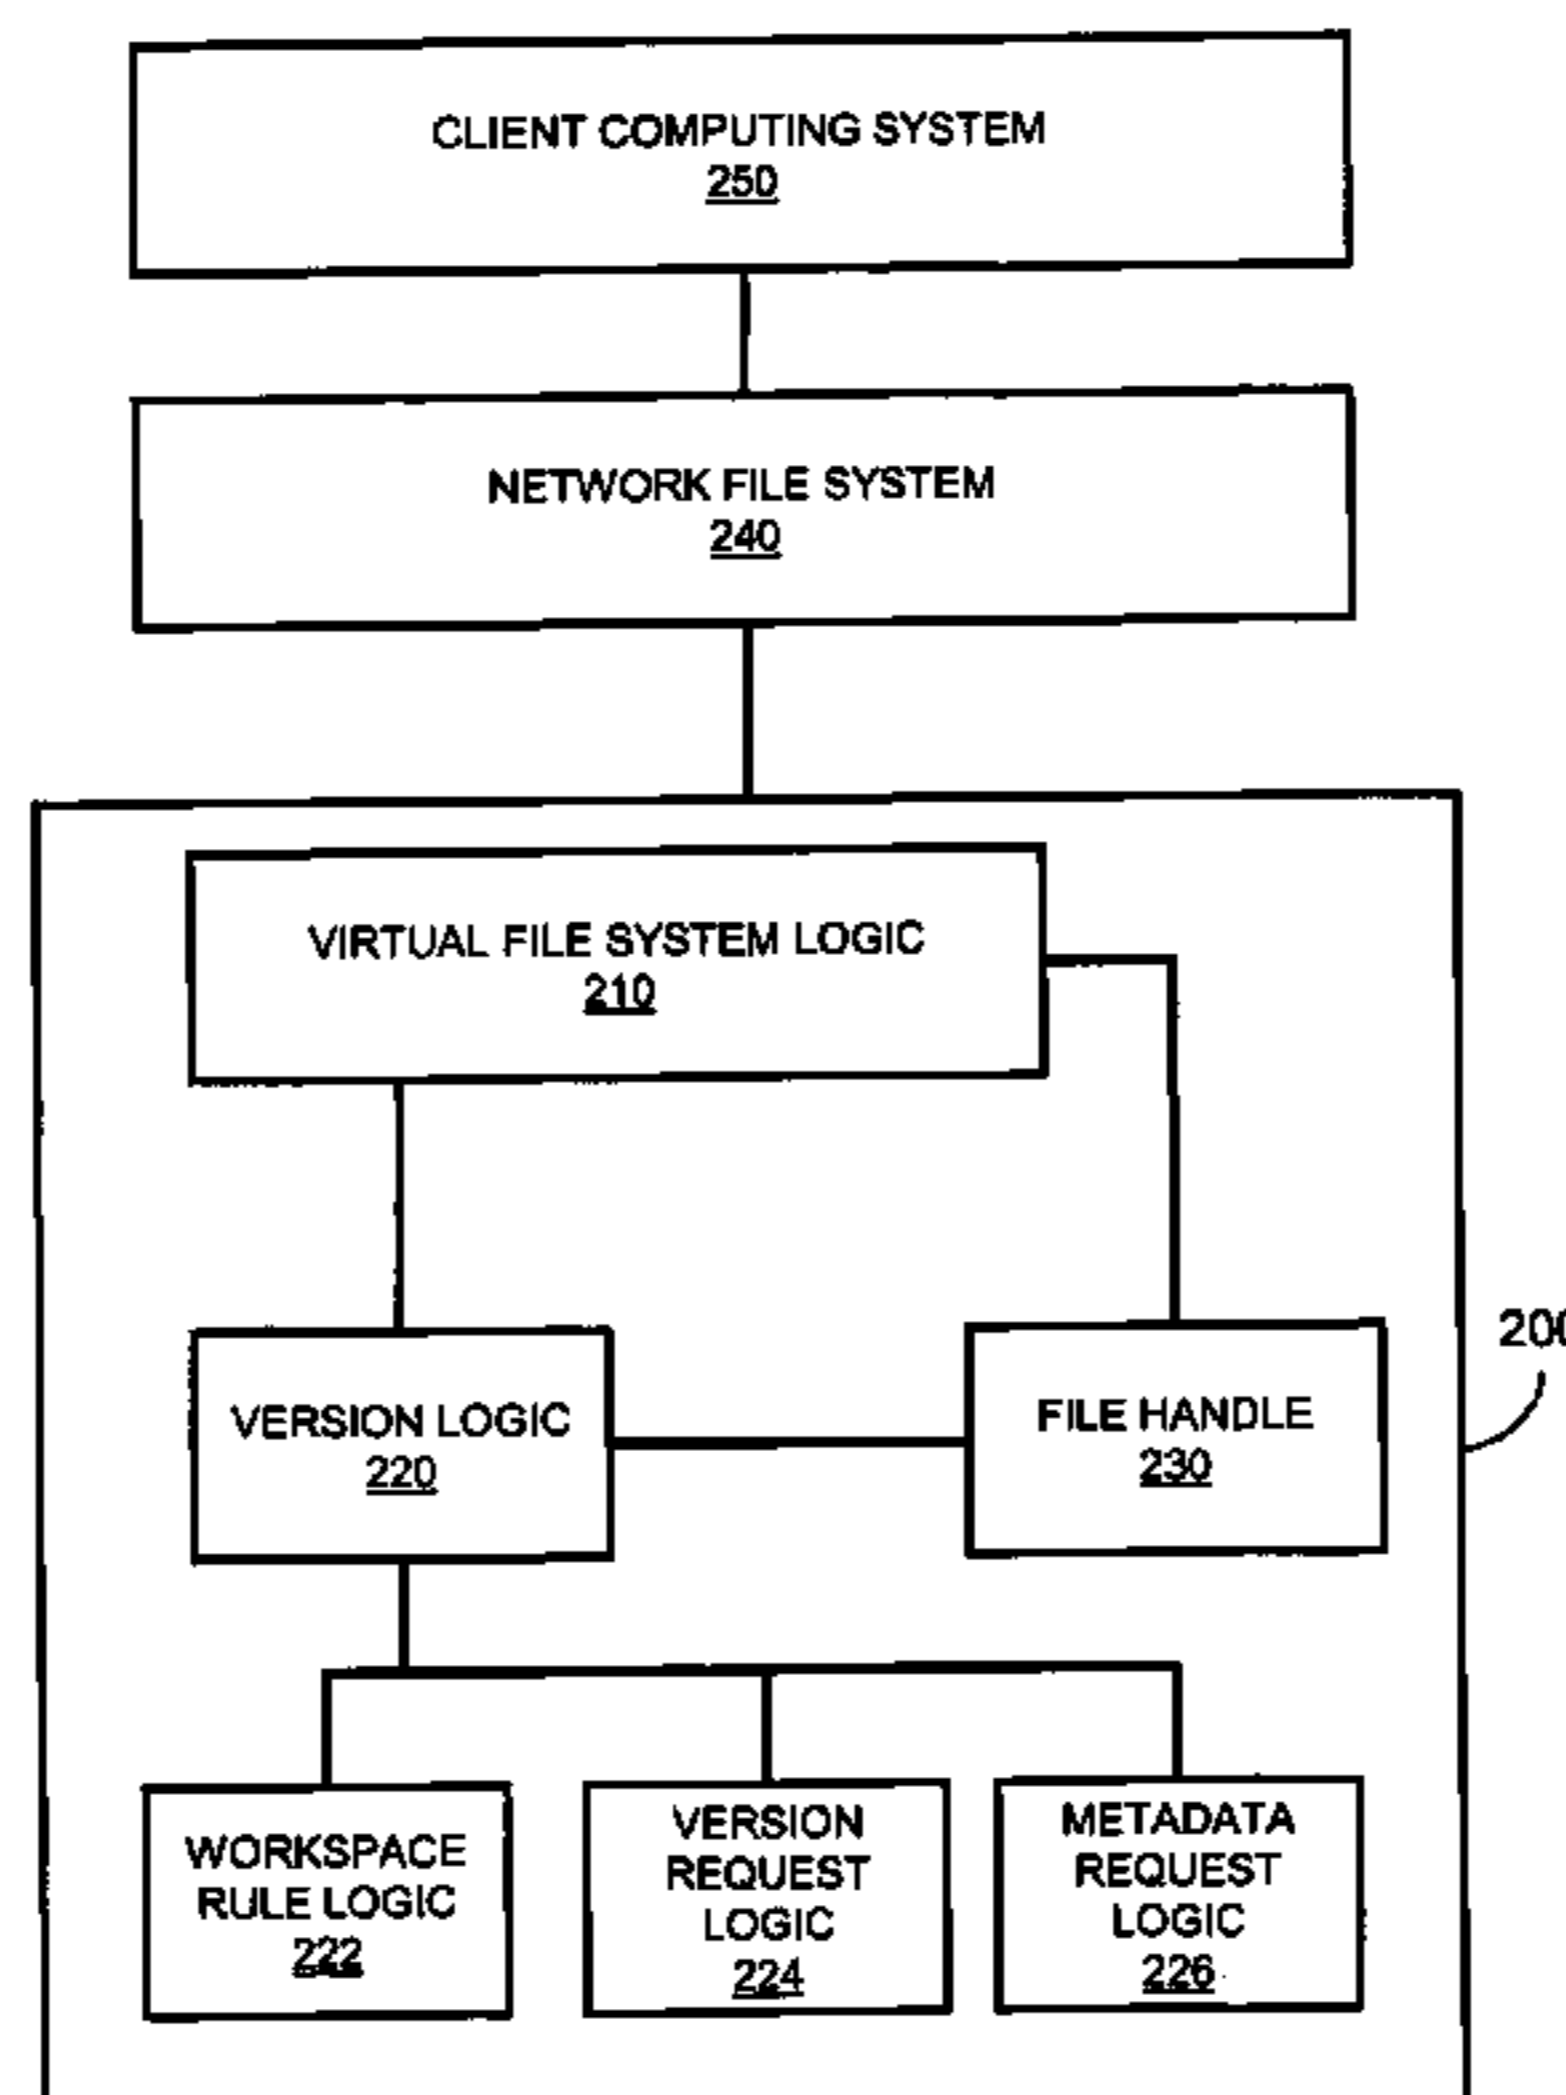 CLIENT COMPUTING SYSTEM
250
NETWORK FILE SYSTEM
240
VIRTUAL FILE SYSTEM LOGIC
210
VERSION LOGIC
220
FILE HANDLE
230
200
WORKSPACE
RULE LOGIC
222
VERSION
REQUEST
LOGIC
224
METADATA
REQUEST
LOGIC
226